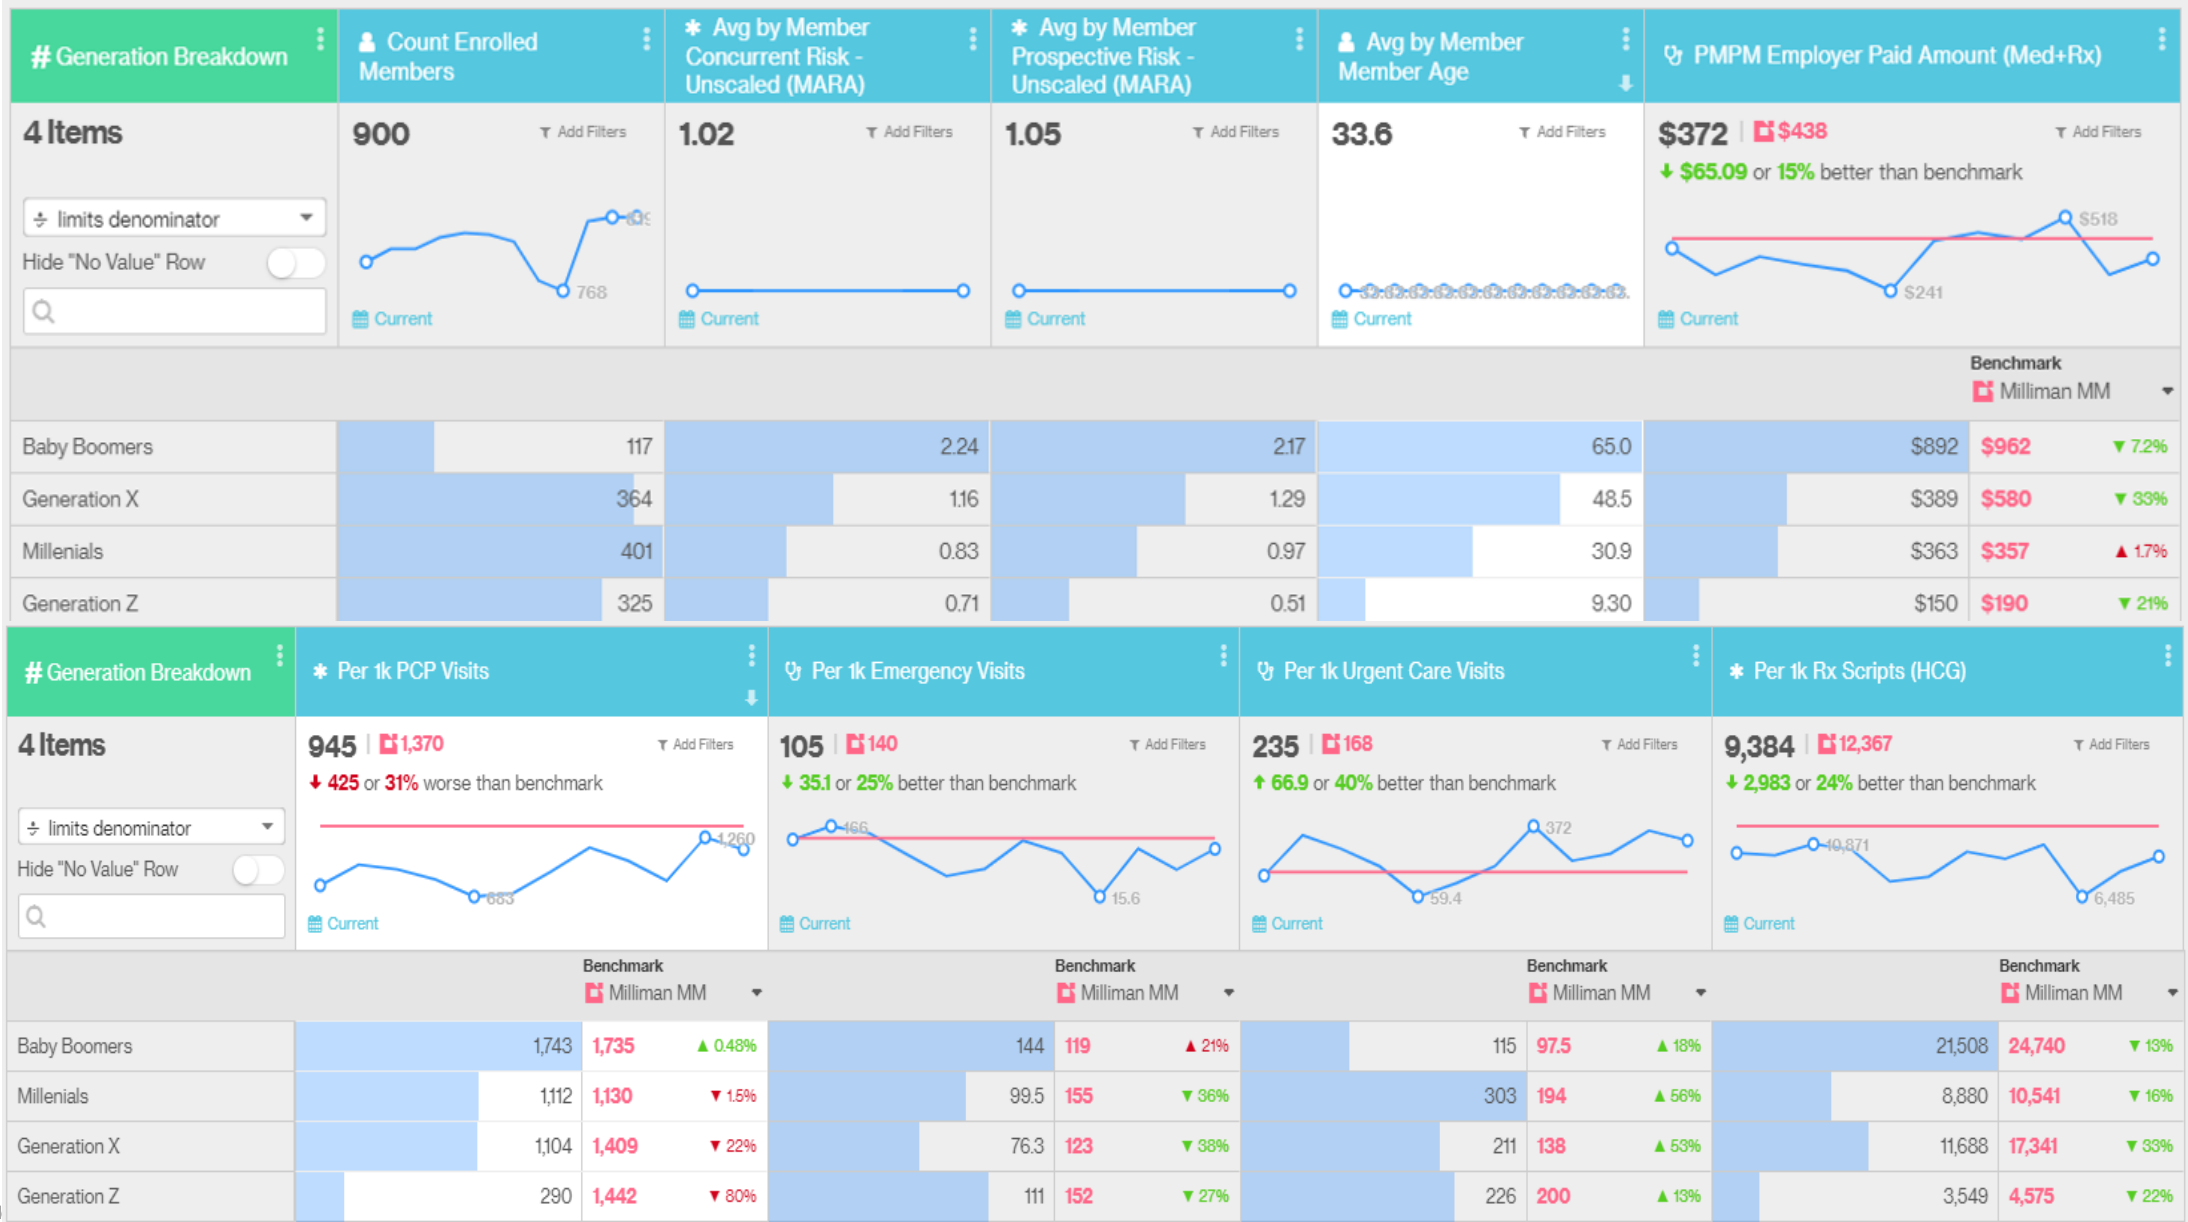 # Generation Breakdown
Count Enrolled Members
Avg by Member Concurrent Risk - Unscaled (MARA)
Avg by Member Prospective Risk - Unscaled (MARA)
Avg by Member Member Age
PMPM Employer Paid Amount (Med+Rx)
4 Items
900 Add Filters
1.02 Add Filters
1.05 Add Filters
33.6 Add Filters
$372 | $438 Add Filters
$65.09 or 15% better than benchmark
÷ limits denominator
Hide "No Value" Row
768
$518
$241
Current
Current
Current
Current
Current
Benchmark
Milliman MM
Baby Boomers 117 2.24 2.17 65.0 $892 $962 ▼ 7.2%
Generation X 364 1.16 1.29 48.5 $389 $580 ▼ 33%
Millenials 401 0.83 0.97 30.9 $363 $357 ▲ 1.7%
Generation Z 325 0.71 0.51 9.30 $150 $190 ▼ 21%
# Generation Breakdown
Per 1k PCP Visits
Per 1k Emergency Visits
Per 1k Urgent Care Visits
Per 1k Rx Scripts (HCG)
4 Items
945 | 1,370 Add Filters
105 | 140 Add Filters
235 | 168 Add Filters
9,384 | 12,367 Add Filters
425 or 31% worse than benchmark
35.1 or 25% better than benchmark
66.9 or 40% better than benchmark
2,983 or 24% better than benchmark
÷ limits denominator
Hide "No Value" Row
1,260
683
166
15.6
372
59.4
10,871
6,485
Current
Current
Current
Current
Benchmark
Milliman MM
Benchmark
Milliman MM
Benchmark
Milliman MM
Benchmark
Milliman MM
Baby Boomers 1,743 1,735 ▲ 0.48% 144 119 ▲ 21% 115 97.5 ▲ 18% 21,508 24,740 ▼ 13%
Millenials 1,112 1,130 ▼ 1.5% 99.5 155 ▼ 36% 303 194 ▲ 56% 8,880 10,541 ▼ 16%
Generation X 1,104 1,409 ▼ 22% 76.3 123 ▼ 38% 211 138 ▲ 53% 11,688 17,341 ▼ 33%
Generation Z 290 1,442 ▼ 80% 111 152 ▼ 27% 226 200 ▲ 13% 3,549 4,575 ▼ 22%